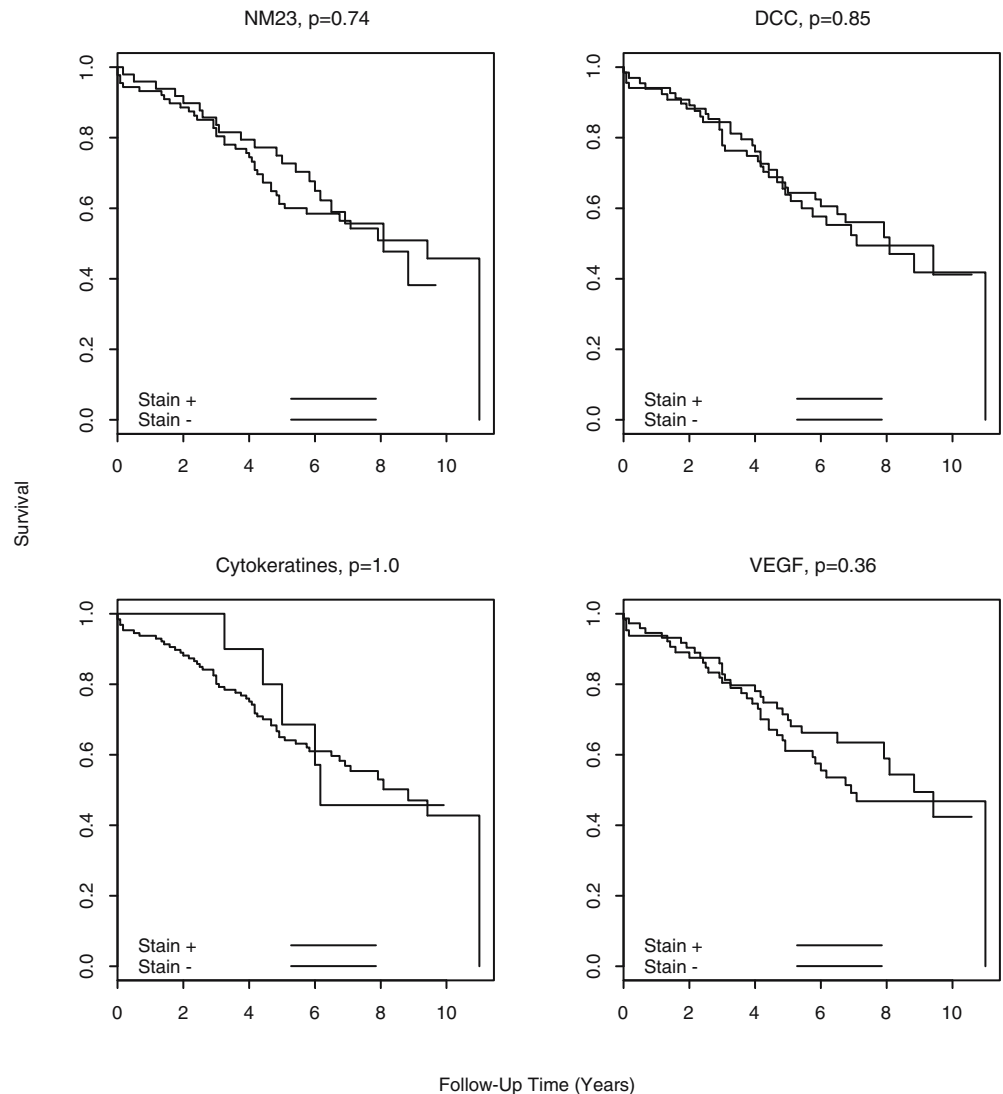 NM23, p=0.74
1.0
0.8
0.6
0.4
0.2
0.0
Stain +
Stain -
0 2 4 6 8 10
DCC, p=0.85
1.0
0.8
0.6
0.4
0.2
0.0
Stain +
Stain -
0 2 4 6 8 10
Survival
Cytokeratines, p=1.0
1.0
0.8
0.6
0.4
0.2
0.0
Stain +
Stain -
0 2 4 6 8 10
VEGF, p=0.36
1.0
0.8
0.6
0.4
0.2
0.0
Stain +
Stain -
0 2 4 6 8 10
Follow-Up Time (Years)